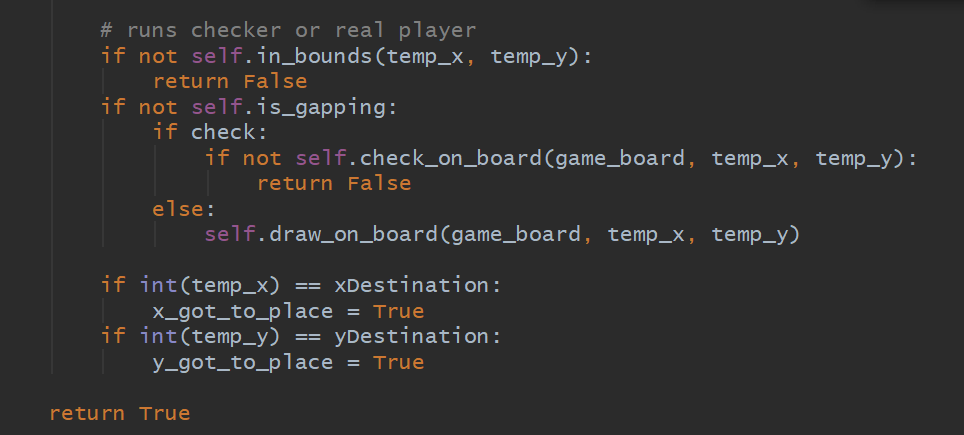 # runs checker or real player
if not self.in_bounds(temp_x, temp_y):
return False
if not self.is_gapping:
if check:
if not self.check_on_board(game_board, temp_x, temp_y):
return False
else:
self.draw_on_board(game_board, temp_x, temp_y)
if int(temp_x) == xDestination:
x_got_to_place = True
if int(temp_y) == yDestination:
y_got_to_place = True
return True